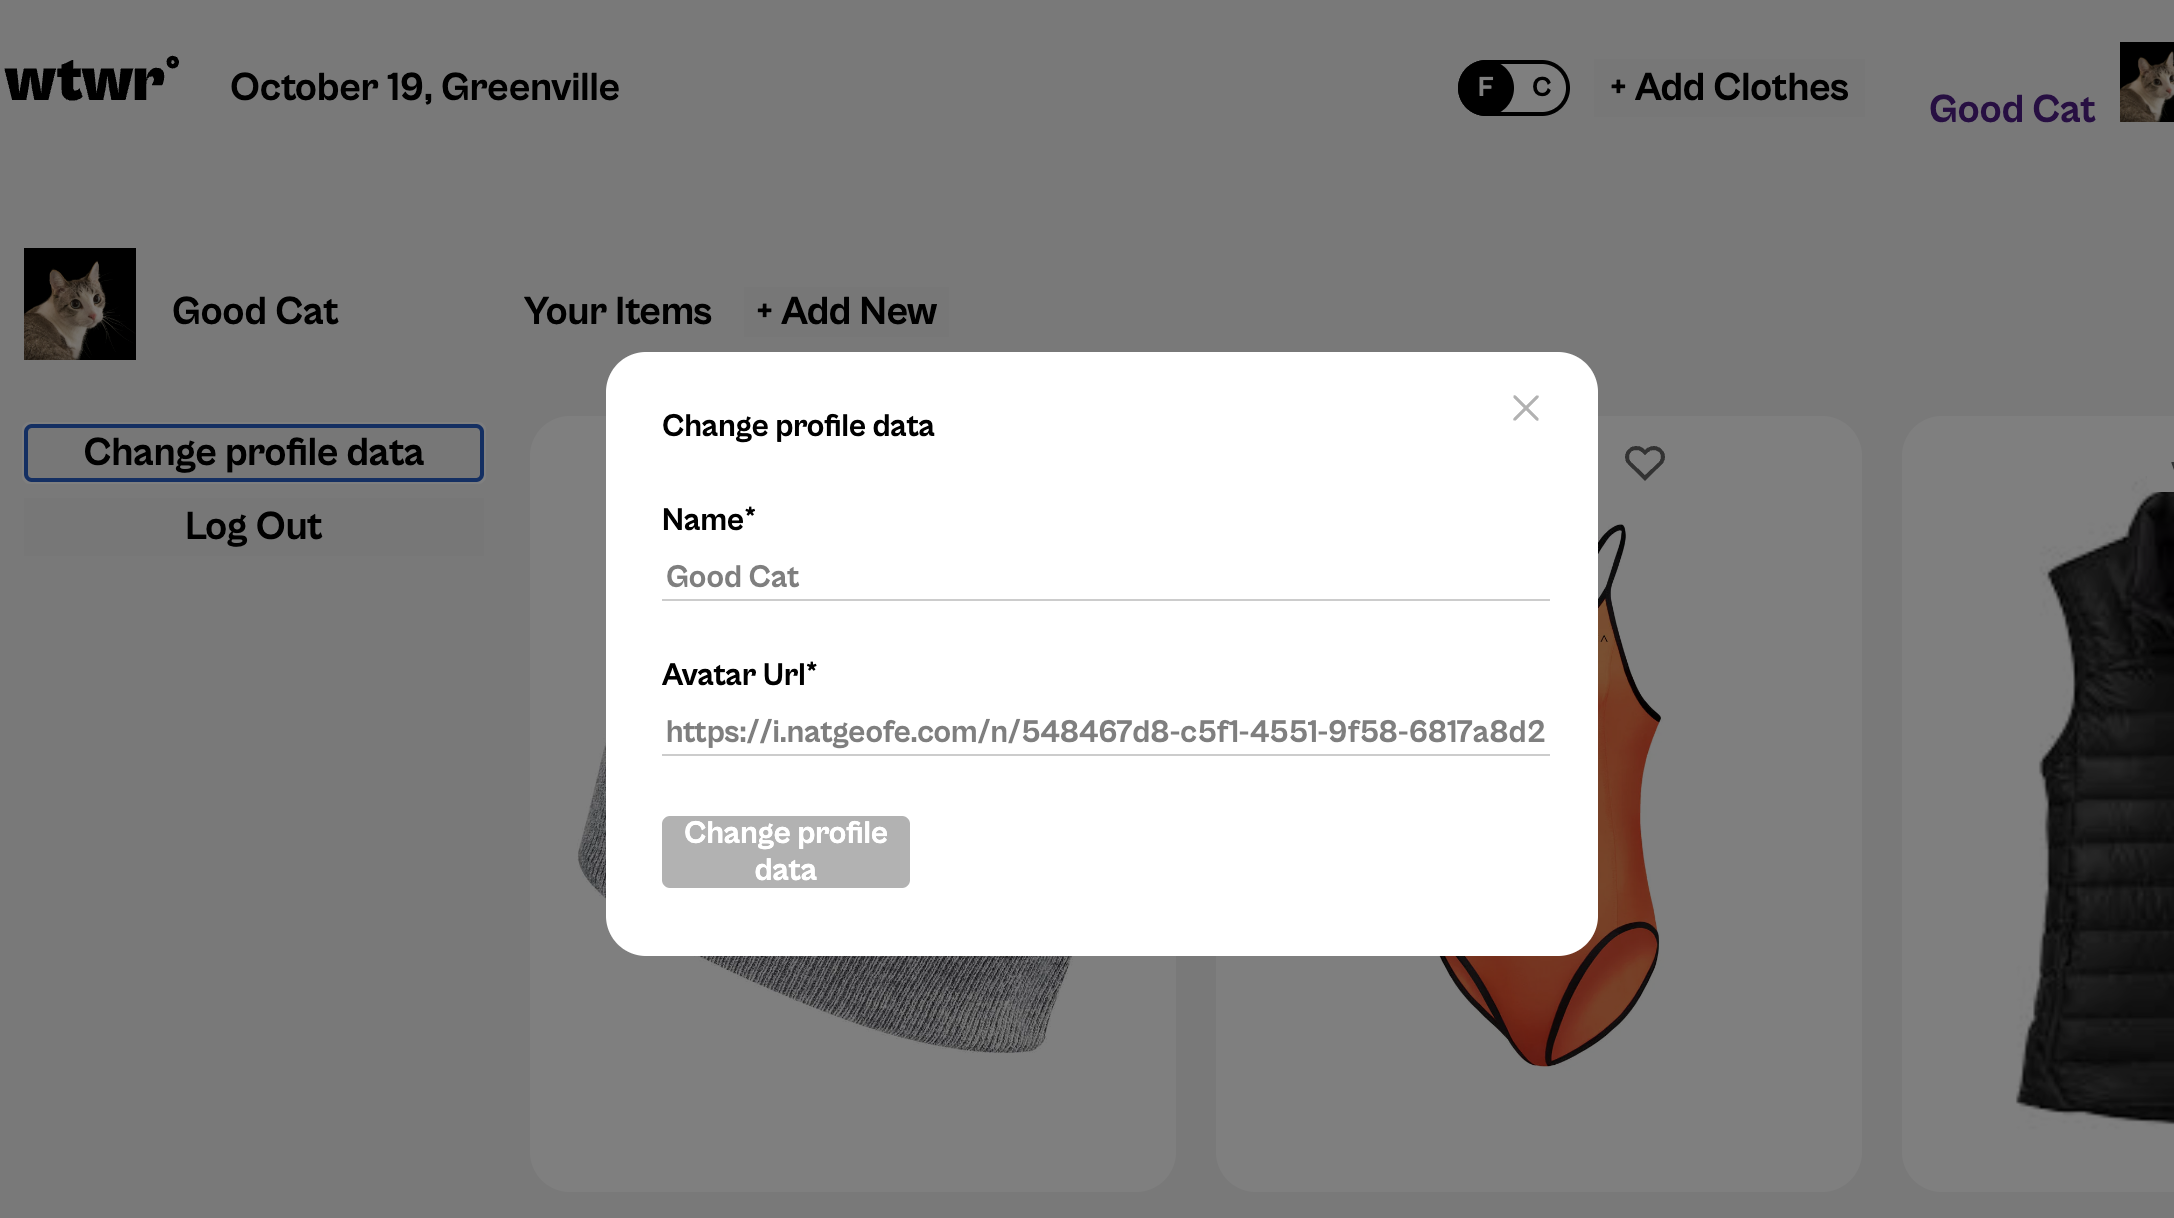 wtwr°
October 19, Greenville
F C
+ Add Clothes
Good Cat
Good Cat
Your Items
+ Add New
Change profile data
Log Out
Change profile data
Name*
Good Cat
Avatar Url*
https://i.natgeofe.com/n/548467d8-c5f1-4551-9f58-6817a8d2
Change profile
data